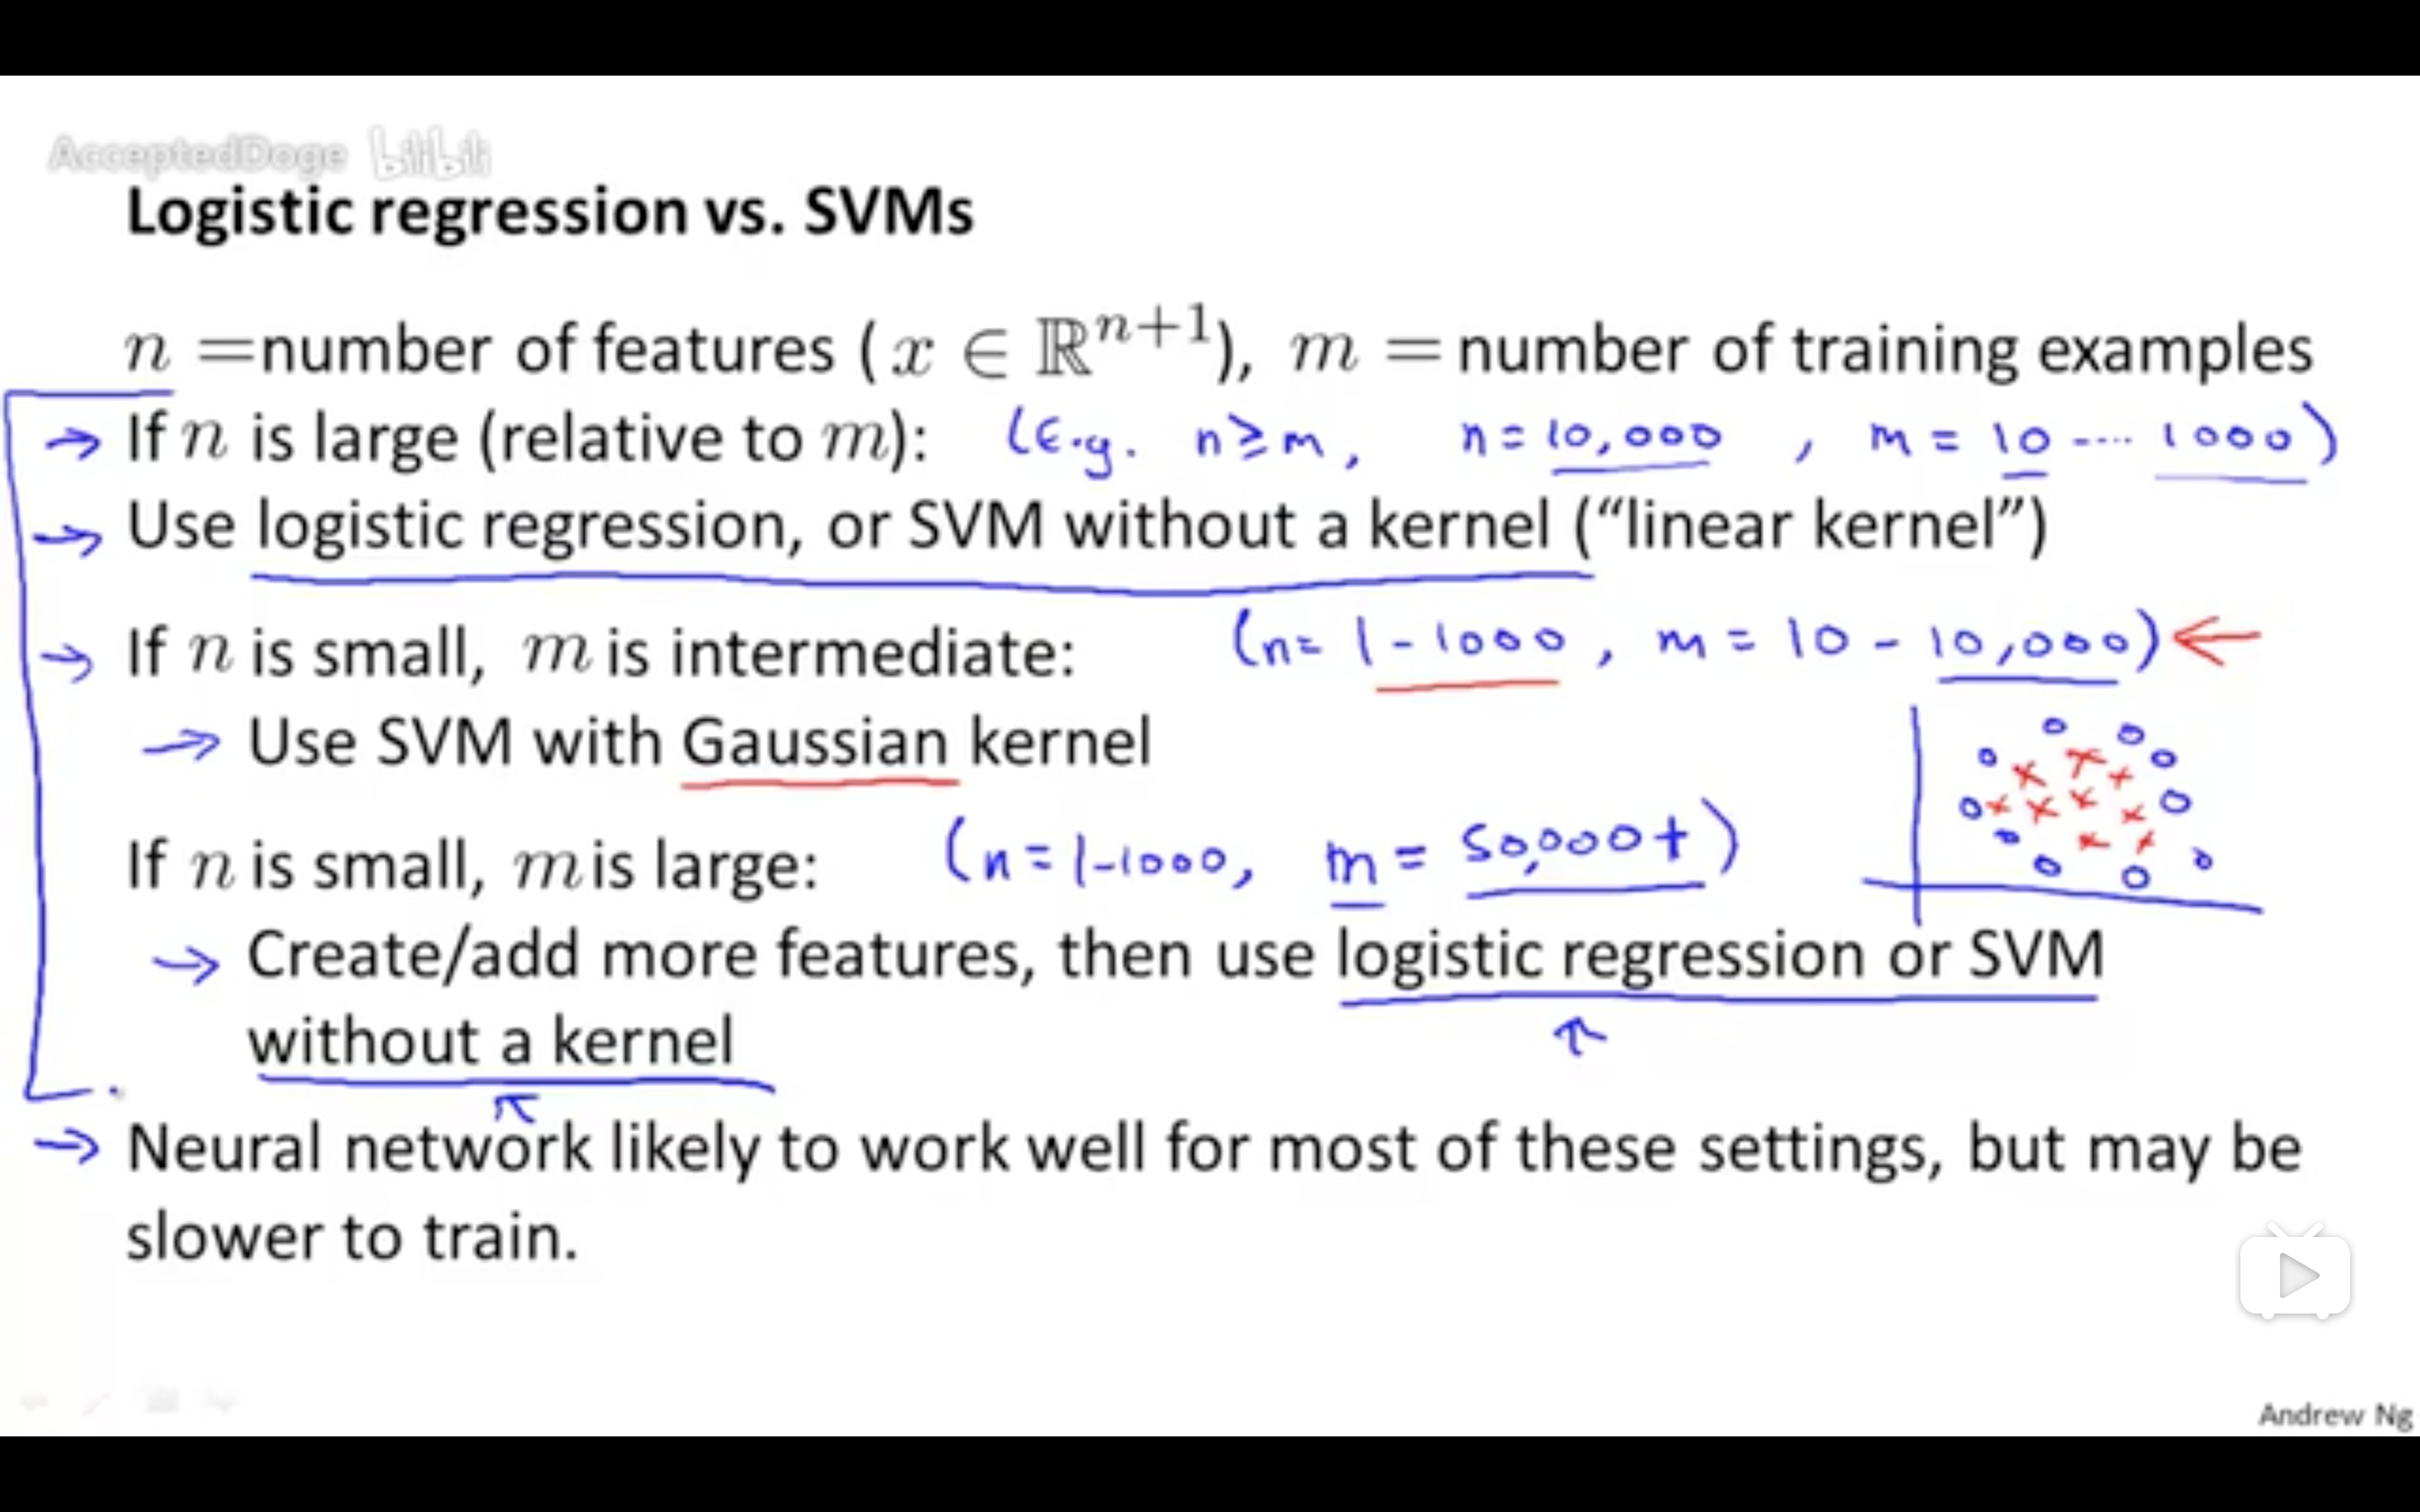 AcceptedDoge bilibili
Logistic regression vs. SVMs
n =number of features ( x ∈ ℝⁿ⁺¹), m =number of training examples
→ If n is large (relative to m): (E.g. n ≥ m, n = 10,000 , m = 10 ---- 1000)
→ Use logistic regression, or SVM without a kernel (“linear kernel”)
→ If n is small, m is intermediate: (n= 1 - 1000 , m = 10 - 10,000) ←
→ Use SVM with Gaussian kernel
If n is small, m is large: (n = 1-1000, m = 50,000+)
→ Create/add more features, then use logistic regression or SVM
without a kernel
→ Neural network likely to work well for most of these settings, but may be
slower to train.
Andrew Ng